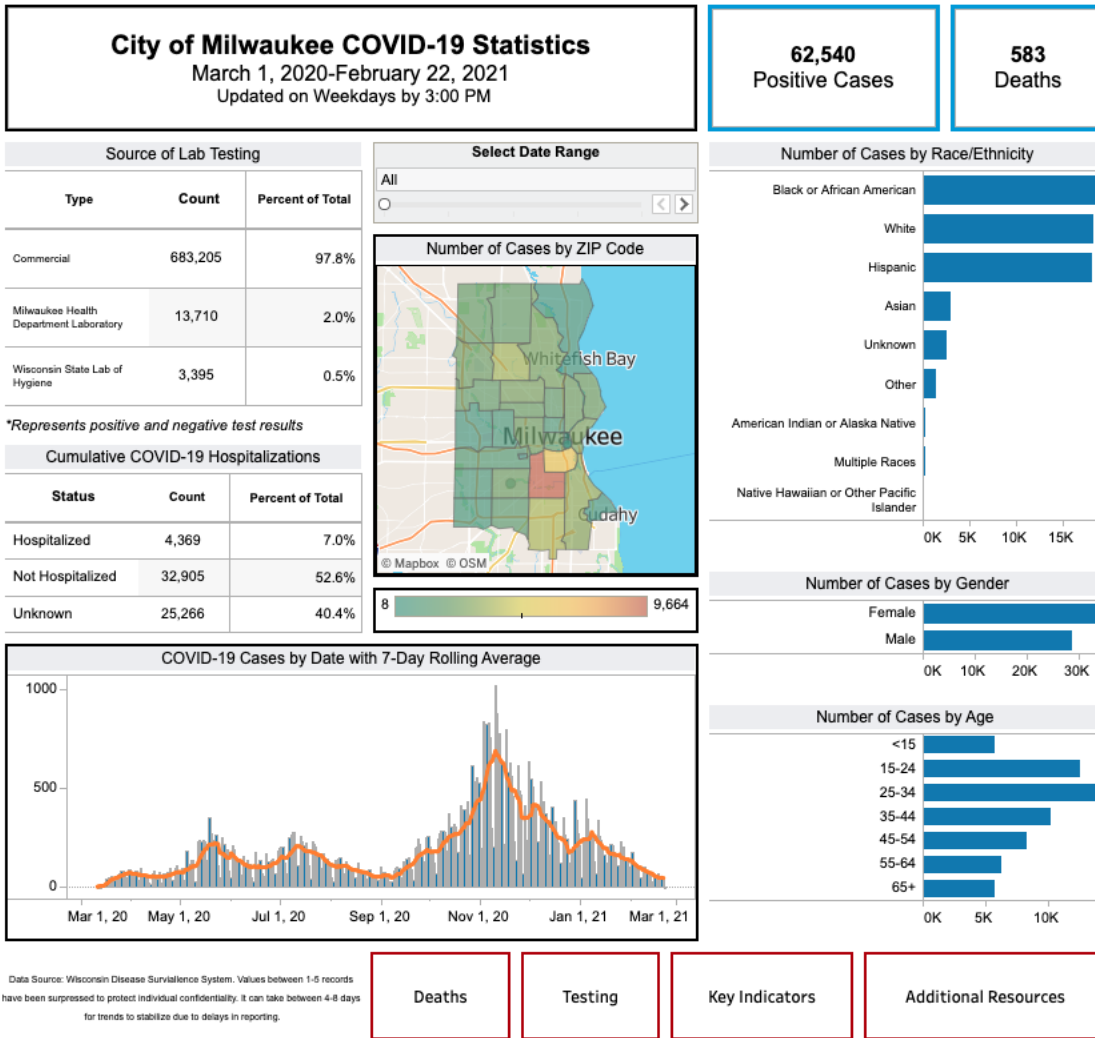 City of Milwaukee COVID-19 Statistics
March 1, 2020-February 22, 2021
Updated on Weekdays by 3:00 PM
62,540
Positive Cases
583
Deaths
Source of Lab Testing
Type Count Percent of Total
Commercial 683,205 97.8%
Milwaukee Health
Department Laboratory 13,710 2.0%
Wisconsin State Lab of
Hygiene 3,395 0.5%
*Represents positive and negative test results
Cumulative COVID-19 Hospitalizations
Status Count Percent of Total
Hospitalized 4,369 7.0%
Not Hospitalized 32,905 52.6%
Unknown 25,266 40.4%
Select Date Range
All
Number of Cases by ZIP Code
Whitefish Bay
Milwaukee
Cudahy
© Mapbox © OSM
8 9,664
Number of Cases by Race/Ethnicity
Black or African American
White
Hispanic
Asian
Unknown
Other
American Indian or Alaska Native
Multiple Races
Native Hawaiian or Other Pacific
Islander
0K 5K 10K 15K
Number of Cases by Gender
Female
Male
0K 10K 20K 30K
Number of Cases by Age
<15
15-24
25-34
35-44
45-54
55-64
65+
0K 5K 10K
COVID-19 Cases by Date with 7-Day Rolling Average
1000
500
0
Mar 1, 20 May 1, 20 Jul 1, 20 Sep 1, 20 Nov 1, 20 Jan 1, 21 Mar 1, 21
Data Source: Wisconsin Disease Survialience System. Values between 1-5 records
have been surpressed to protect individual confidentiality. It can take between 4-8 days
for trends to stabilize due to delays in reporting.
Deaths
Testing
Key Indicators
Additional Resources